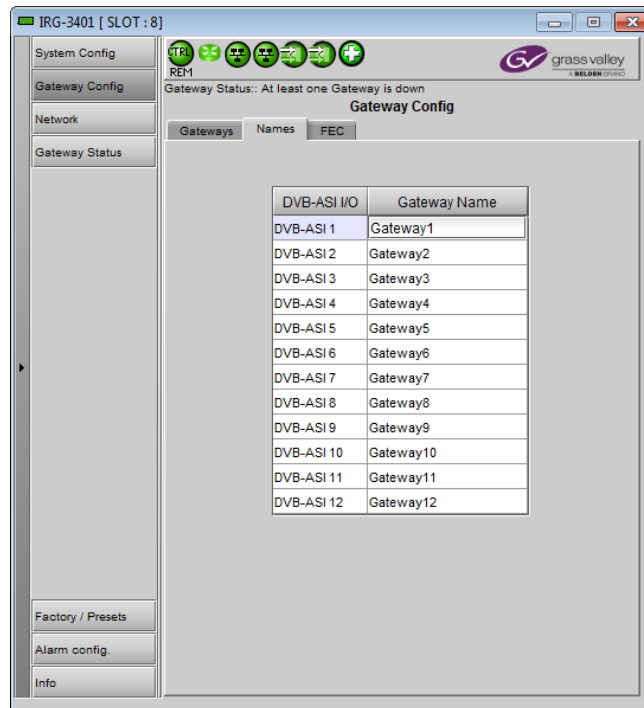 IRG-3401 [ SLOT : 8]
System Config
Gateway Config
Network
Gateway Status
Factory / Presets
Alarm config.
Info
CTRL
REM
GV grass valley
A BELDEN BRAND
Gateway Status:: At least one Gateway is down
Gateway Config
Gateways Names FEC
DVB-ASI I/O Gateway Name
DVB-ASI 1 Gateway1
DVB-ASI 2 Gateway2
DVB-ASI 3 Gateway3
DVB-ASI 4 Gateway4
DVB-ASI 5 Gateway5
DVB-ASI 6 Gateway6
DVB-ASI 7 Gateway7
DVB-ASI 8 Gateway8
DVB-ASI 9 Gateway9
DVB-ASI 10 Gateway10
DVB-ASI 11 Gateway11
DVB-ASI 12 Gateway12